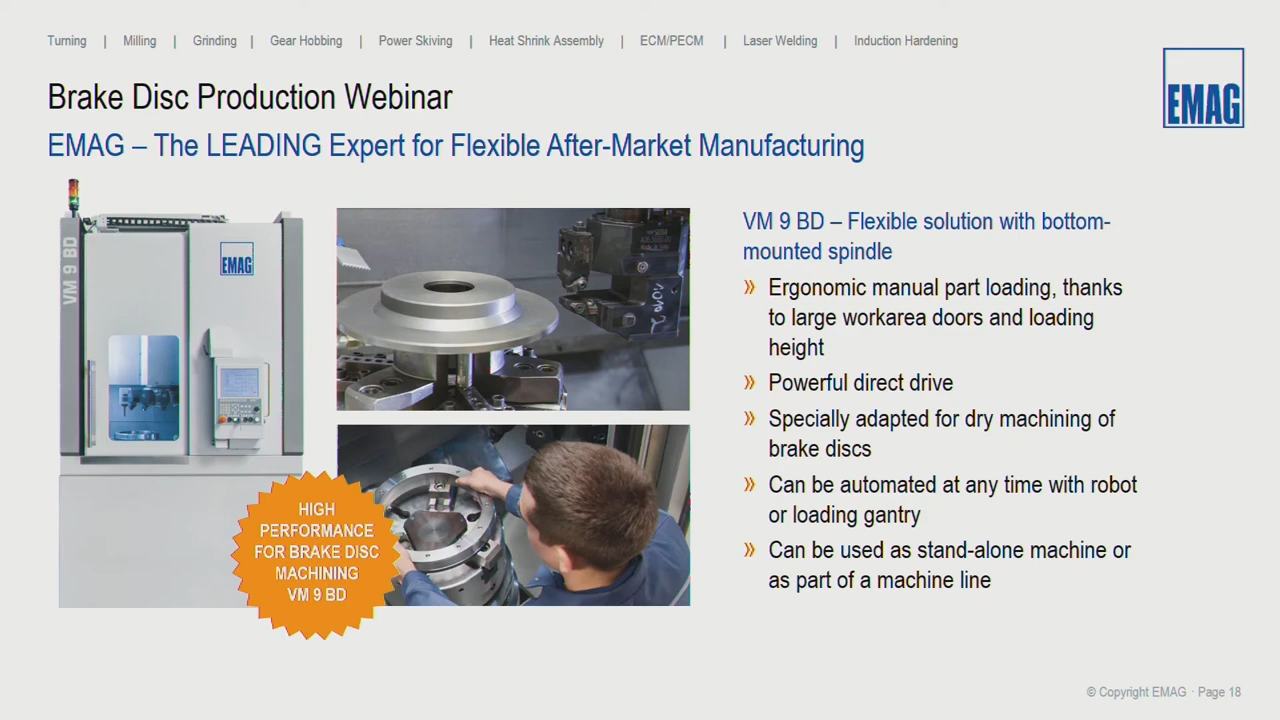 Turning | Milling | Grinding | Gear Hobbing | Power Skiving | Heat Shrink Assembly | ECM/PECM | Laser Welding | Induction Hardening
EMAG
Brake Disc Production Webinar
EMAG – The LEADING Expert for Flexible After-Market Manufacturing
VM 9 BD
EMAG
HIGH
PERFORMANCE
FOR BRAKE DISC
MACHINING
VM 9 BD
VM 9 BD – Flexible solution with bottom-
mounted spindle
» Ergonomic manual part loading, thanks
to large workarea doors and loading
height
» Powerful direct drive
» Specially adapted for dry machining of
brake discs
» Can be automated at any time with robot
or loading gantry
» Can be used as stand-alone machine or
as part of a machine line
© Copyright EMAG · Page 18